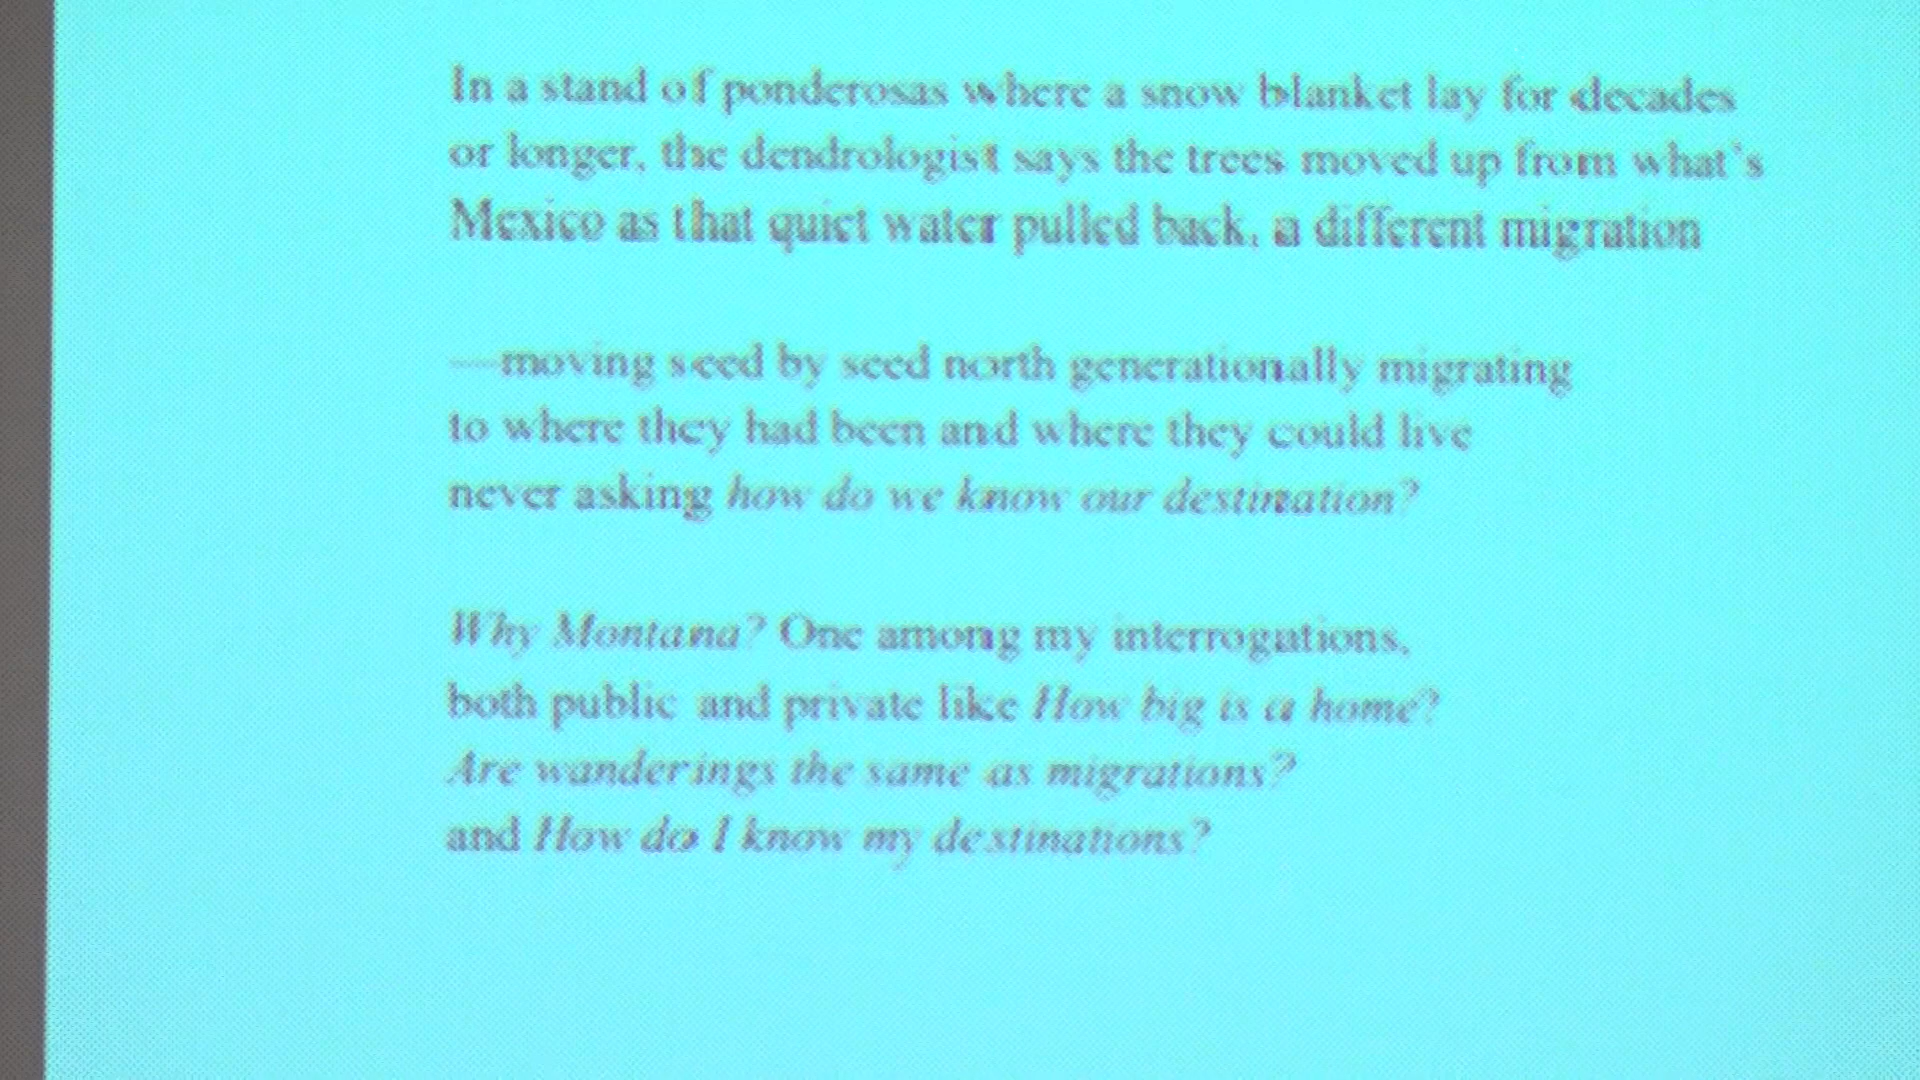 In a stand of ponderosas where a snow blanket lay for decades
or longer, the dendrologist says the trees moved up from what's
Mexico as that quiet water pulled back, a different migration
—moving seed by seed north generationally migrating
to where they had been and where they could live
never asking how do we know our destination?
Why Montana? One among my interrogations,
both public and private like How big is a home?
Are wanderings the same as migrations?
and How do I know my destinations?